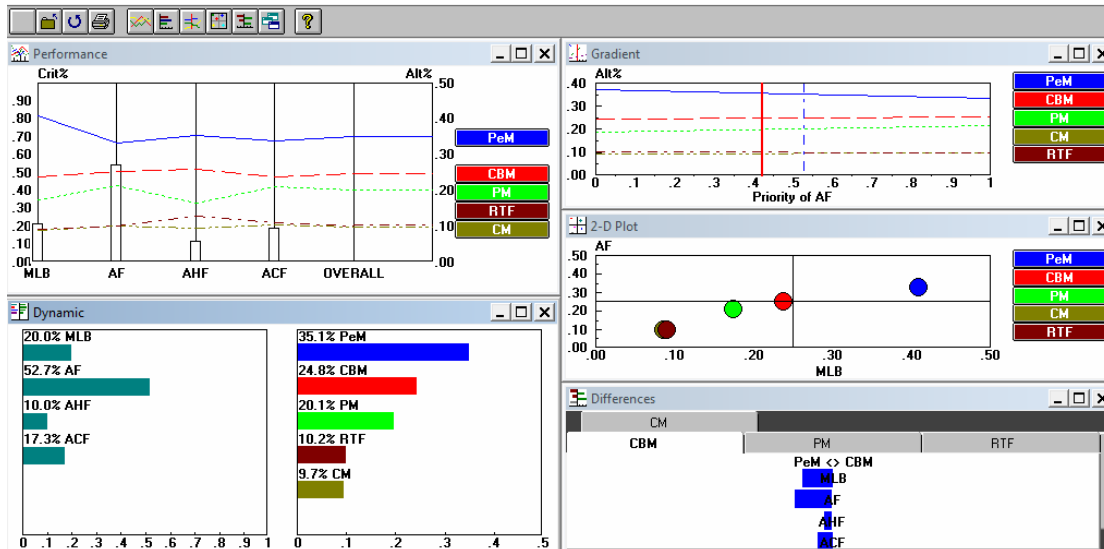 ?
Performance
Crit% Alt%
.90
.80
.70
.60
.50
.40
.30
.20
.10
.00
.50
.40
.30
.20
.10
.00
MLB AF AHF ACF OVERALL
PeM
CBM
PM
RTF
CM
Gradient
Alt%
.40
.30
.20
.10
.00
0 .1 .2 .3 .4 .5 .6 .7 .8 .9 1
Priority of AF
PeM
CBM
PM
CM
RTF
2-D Plot
AF
.50
.40
.30
.20
.10
.00
.00 .10 .20 .30 .40 .50
MLB
PeM
CBM
PM
CM
RTF
Dynamic
20.0% MLB
52.7% AF
10.0% AHF
17.3% ACF
0 .1 .2 .3 .4 .5 .6 .7 .8 .9 1
35.1% PeM
24.8% CBM
20.1% PM
10.2% RTF
9.7% CM
0 .1 .2 .3 .4 .5
Differences
CM
CBM PM RTF
PeM <> CBM
MLB
AF
AHF
ACF